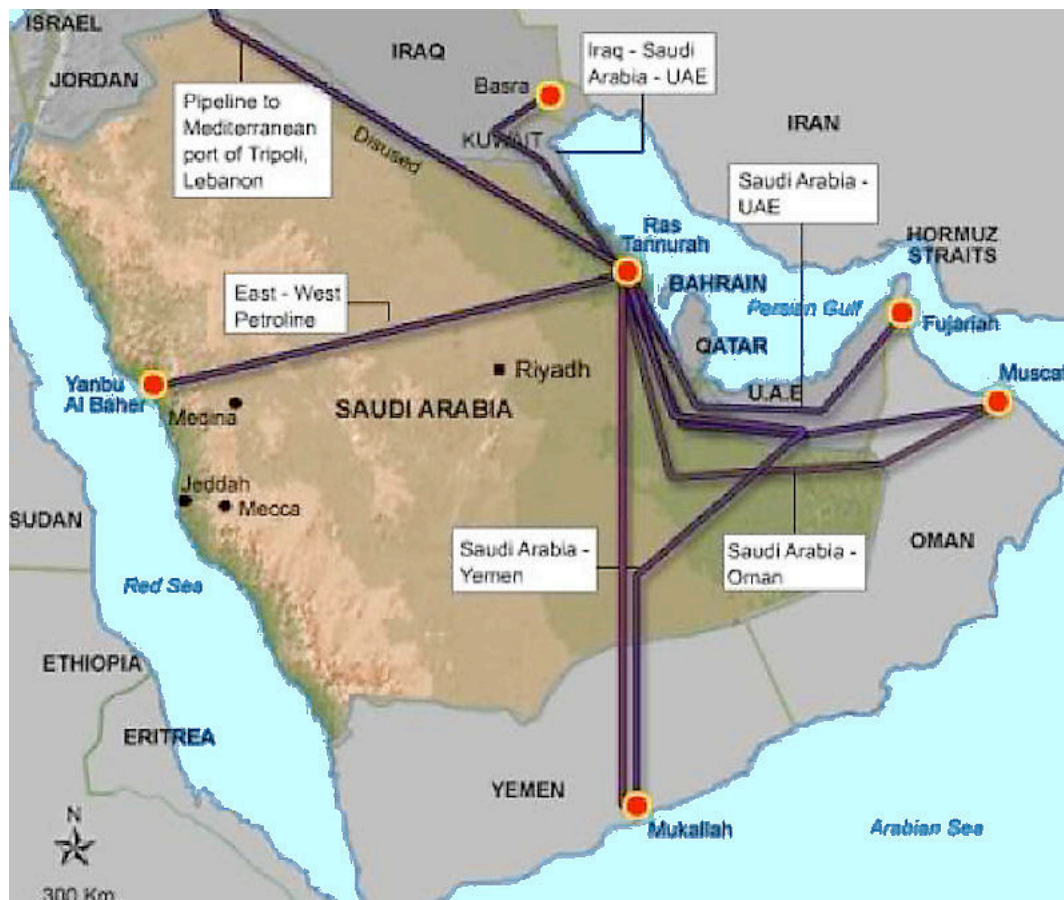 ISRAEL
JORDAN
IRAQ
Iraq - Saudi
Arabia - UAE
Basra
IRAN
KUWAIT
Pipeline to
Mediterranean
port of Tripoli,
Lebanon
Disused
Saudi Arabia -
UAE
Ras
Tannurah
HORMUZ
STRAITS
BAHRAIN
Persian Gulf
East - West
Petroline
Fujariah
QATAR
Yanbu
Al Baher
Riyadh
Muscat
U.A.E
Medina
SAUDI ARABIA
Jeddah
Mecca
SUDAN
Saudi Arabia -
Yemen
Saudi Arabia -
Oman
OMAN
Red Sea
ETHIOPIA
ERITREA
YEMEN
Mukallah
Arabian Sea
N
300 Km